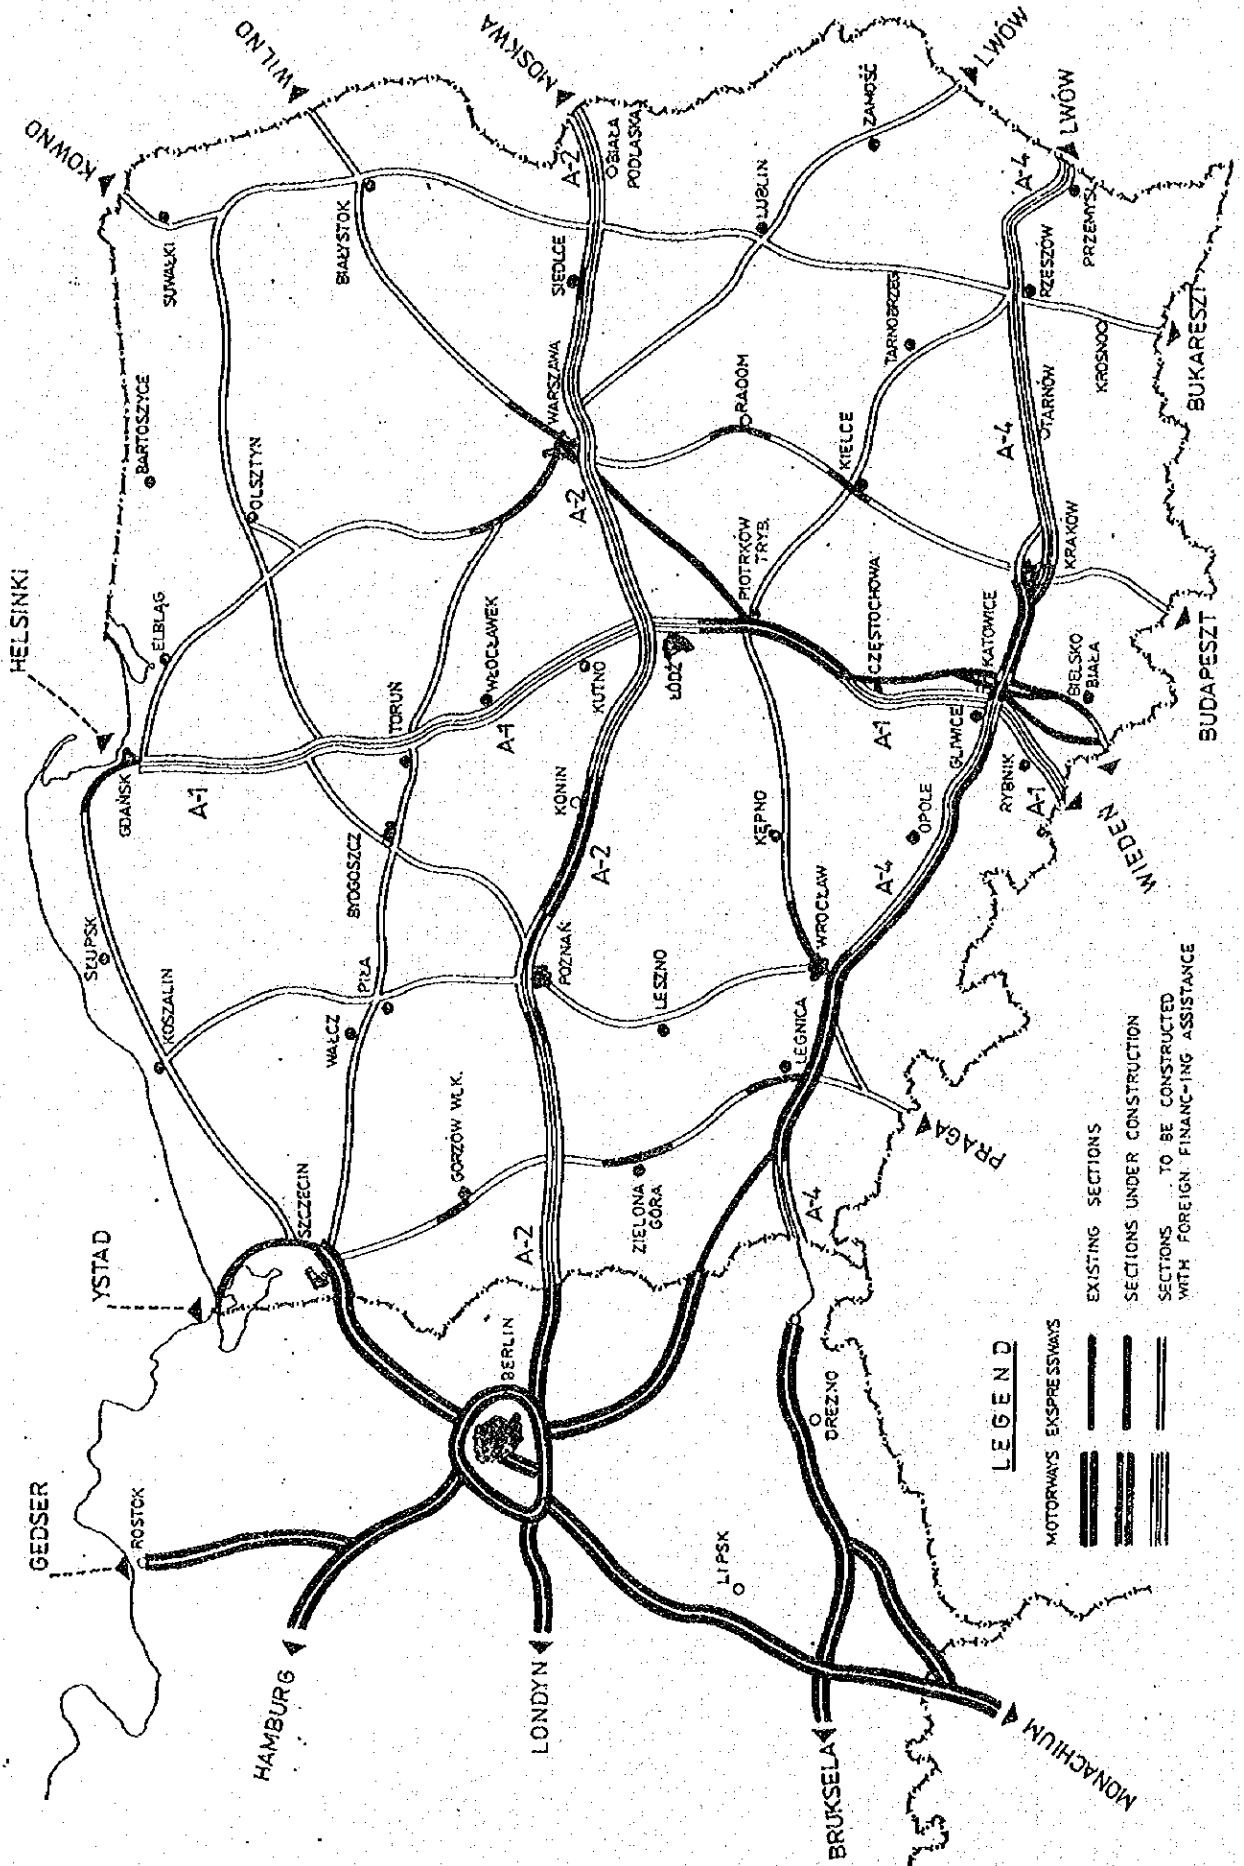 HELSINKI
YSTAD
GEDSER
KOWNO
WILNO
MOSKWA
LWÓW
LWÓW
BUKARESZT
BUDAPESZT
WIEDEŃ
PRAGA
MONACHIUM
BRUKSELA
LONDYN
HAMBURG
ROSTOK
SZCZECIN
KOSZALIN
SŁUPSK
GDAŃSK
ELBLĄG
BARTOSZYCE
SUWAŁKI
OLSZTYN
BIAŁYSTOK
WAŁCZ
PIŁA
BYDGOSZCZ
TORUŃ
WŁOCŁAWEK
GORZÓW WLK.
BERLIN
POZNAŃ
KONIN
KUTNO
WARSZAWA
SIEDLCE
BIAŁA
PODLASKA
ZIELONA
GÓRA
LESZNO
ŁÓDŹ
LIPSK
LEGNICA
WROCŁAW
KĘPNO
PIOTRKÓW
TRYB.
RADOM
LUBLIN
ZAMOŚĆ
DREZNO
OPOLE
CZĘSTOCHOWA
KIELCE
TARNOBRZEG
GLIWICE
KATOWICE
RYBNIK
BIELSKO
BIAŁA
KRAKÓW
TARNÓW
RZESZÓW
PRZEMYŚL
KROSNO
A-1
A-1
A-1
A-1
A-2
A-2
A-2
A-2
A-4
A-4
A-4
A-4
LEGEND
MOTORWAYS EKSPRESSWAYS
EXISTING SECTIONS
SECTIONS UNDER CONSTRUCTION
SECTIONS TO BE CONSTRUCTED
WITH FOREIGN FINANC-ING ASSISTANCE